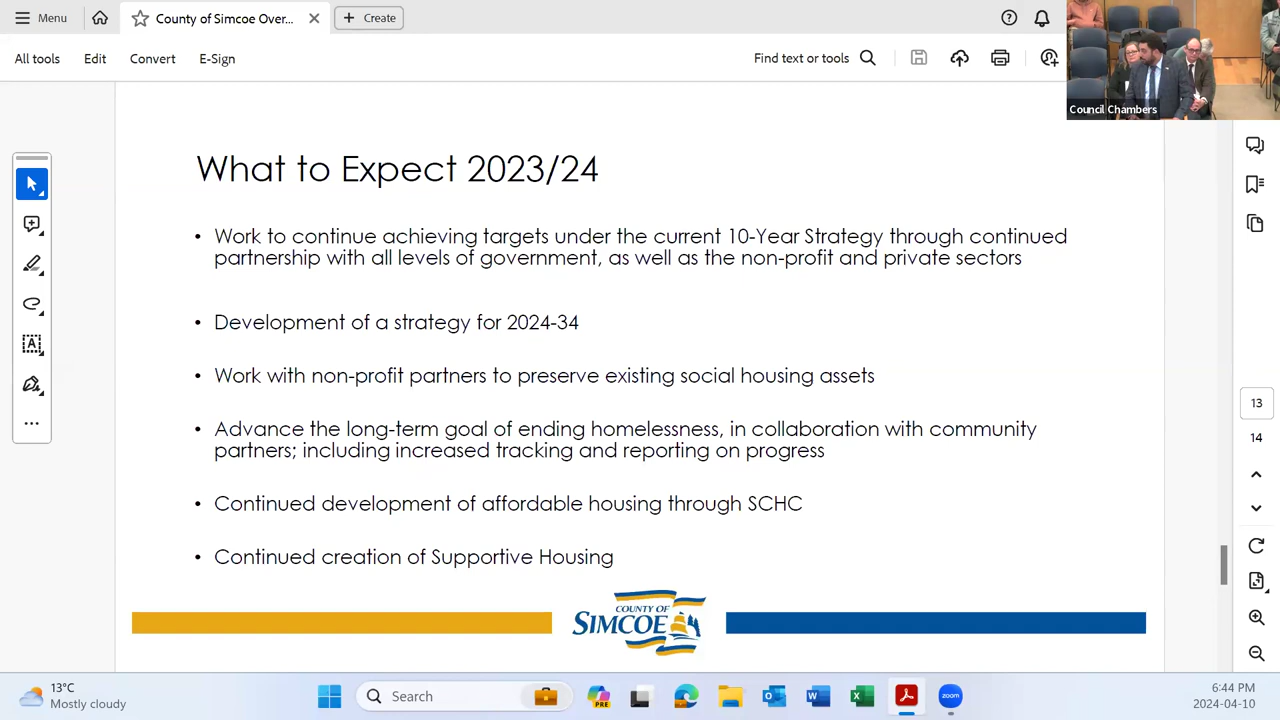 Menu
County of Simcoe Over...
Create
All tools
Edit
Convert
E-Sign
Find text or tools
Council Chambers
What to Expect 2023/24
• Work to continue achieving targets under the current 10-Year Strategy through continued
partnership with all levels of government, as well as the non-profit and private sectors
• Development of a strategy for 2024-34
• Work with non-profit partners to preserve existing social housing assets
• Advance the long-term goal of ending homelessness, in collaboration with community
partners; including increased tracking and reporting on progress
• Continued development of affordable housing through SCHC
• Continued creation of Supportive Housing
COUNTY OF
SIMCOE
13
14
13°C
Mostly cloudy
Search
PRE
zoom
6:44 PM
2024-04-10